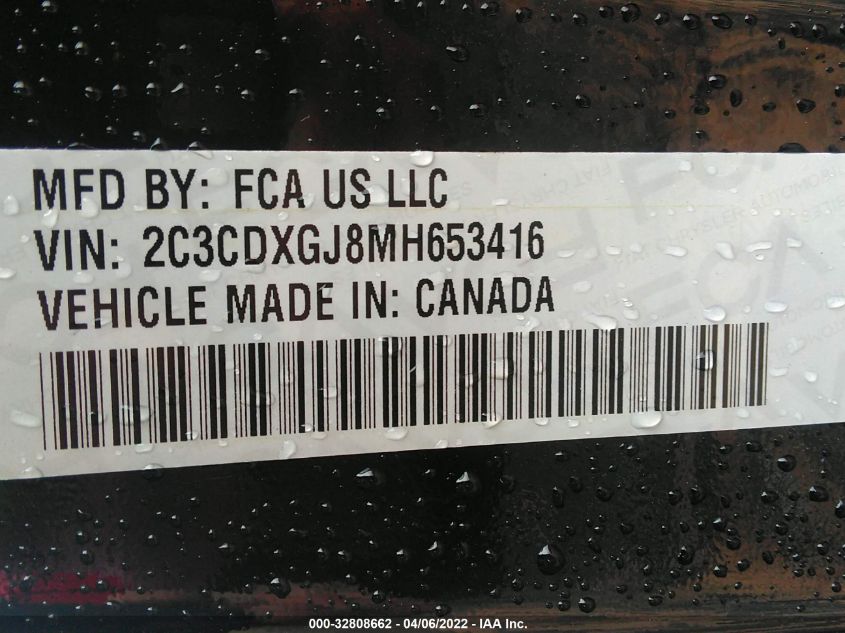 MFD BY: FCA US LLC
VIN: 2C3CDXGJ8MH653416
VEHICLE MADE IN: CANADA
000-32808662 - 04/06/2022 - IAA Inc.